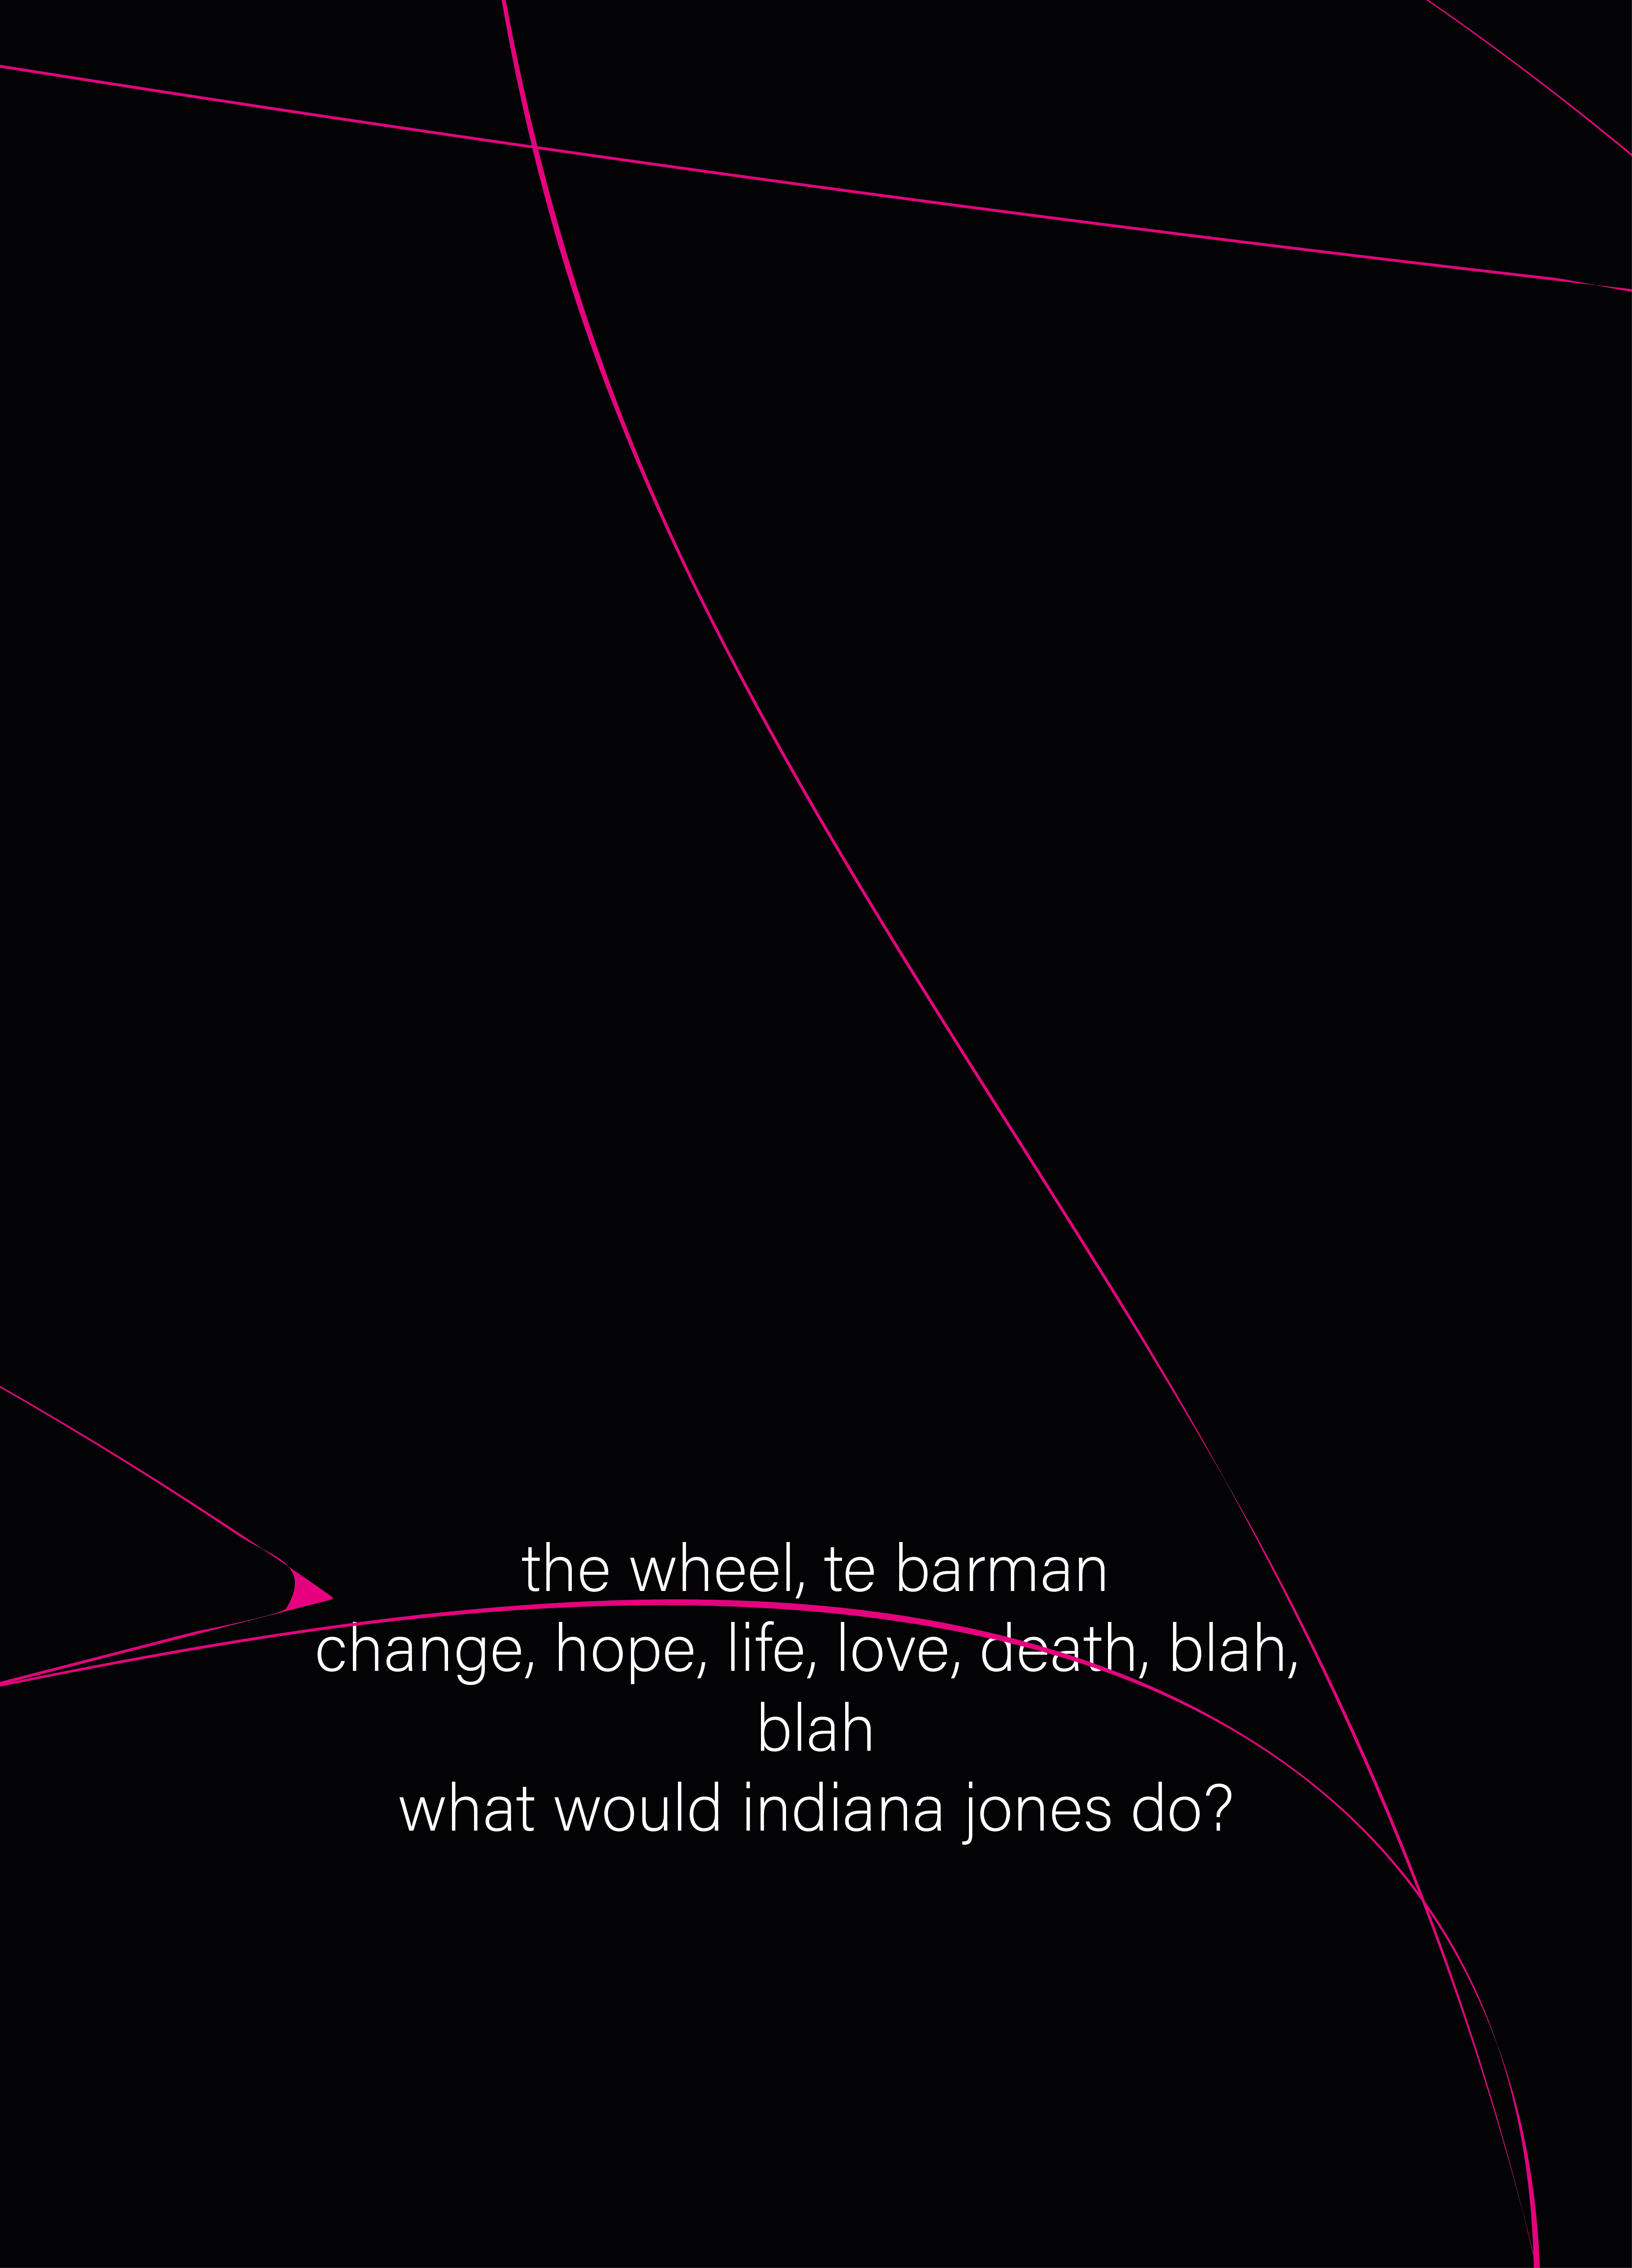 the wheel, te barman
change, hope, life, love, death, blah,
blah
what would indiana jones do?